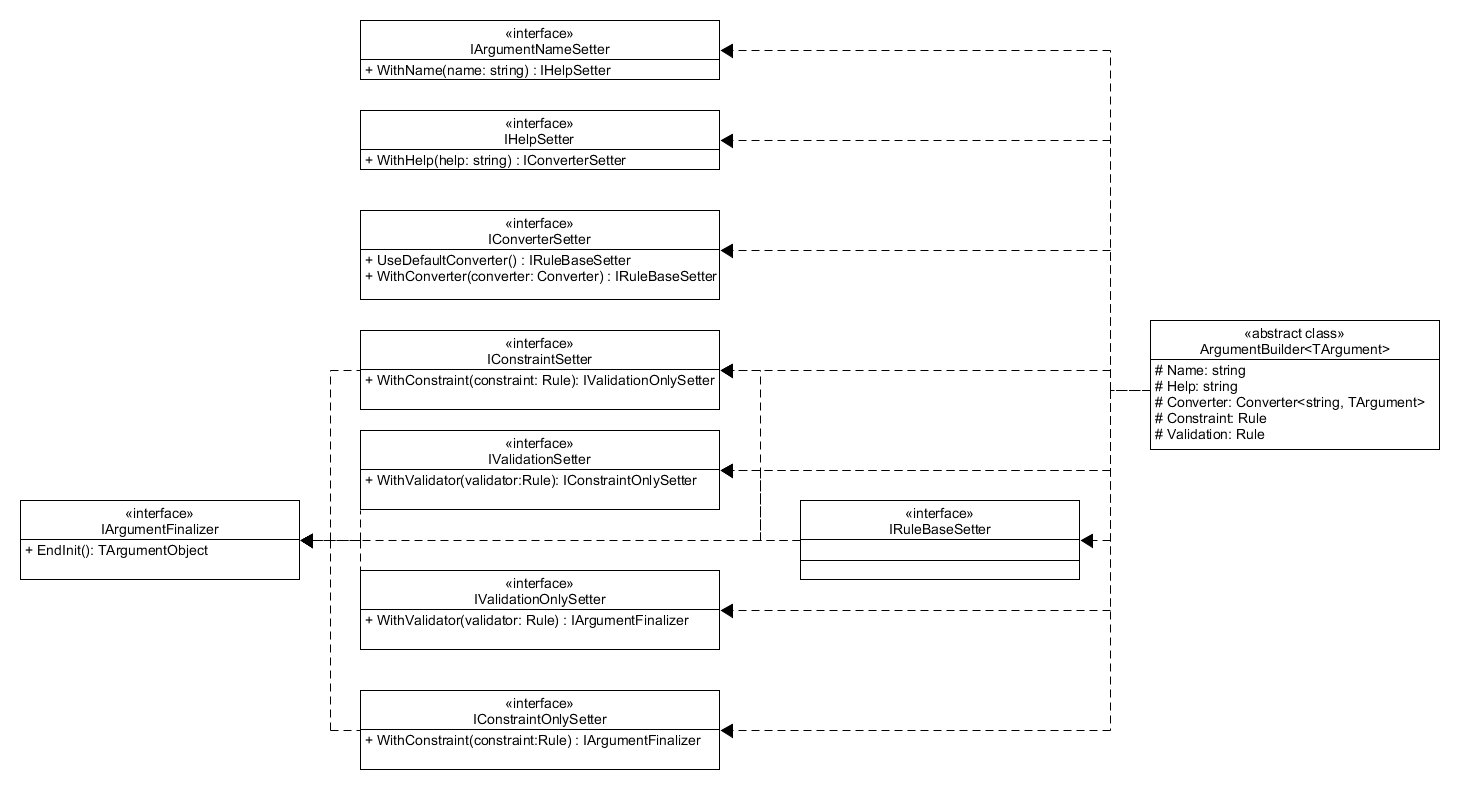 «interface»
IArgumentNameSetter
+ WithName(name: string) : IHelpSetter
«interface»
IHelpSetter
+ WithHelp(help: string) : IConverterSetter
«interface»
IConverterSetter
+ UseDefaultConverter() : IRuleBaseSetter
+ WithConverter(converter: Converter) : IRuleBaseSetter
«interface»
IConstraintSetter
+ WithConstraint(constraint: Rule): IValidationOnlySetter
«abstract class»
ArgumentBuilder<TArgument>
# Name: string
# Help: string
# Converter: Converter<string, TArgument>
# Constraint: Rule
# Validation: Rule
«interface»
IValidationSetter
+ WithValidator(validator:Rule): IConstraintOnlySetter
«interface»
IArgumentFinalizer
+ EndInit(): TArgumentObject
«interface»
IRuleBaseSetter
«interface»
IValidationOnlySetter
+ WithValidator(validator: Rule) : IArgumentFinalizer
«interface»
IConstraintOnlySetter
+ WithConstraint(constraint:Rule) : IArgumentFinalizer